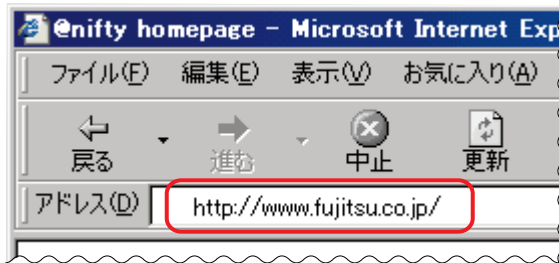 @nifty homepage - Microsoft Internet Exp
ファイル(F) 編集(E) 表示(V) お気に入り(A)
戻る 進む 中止 更新
アドレス(D) http://www.fujitsu.co.jp/